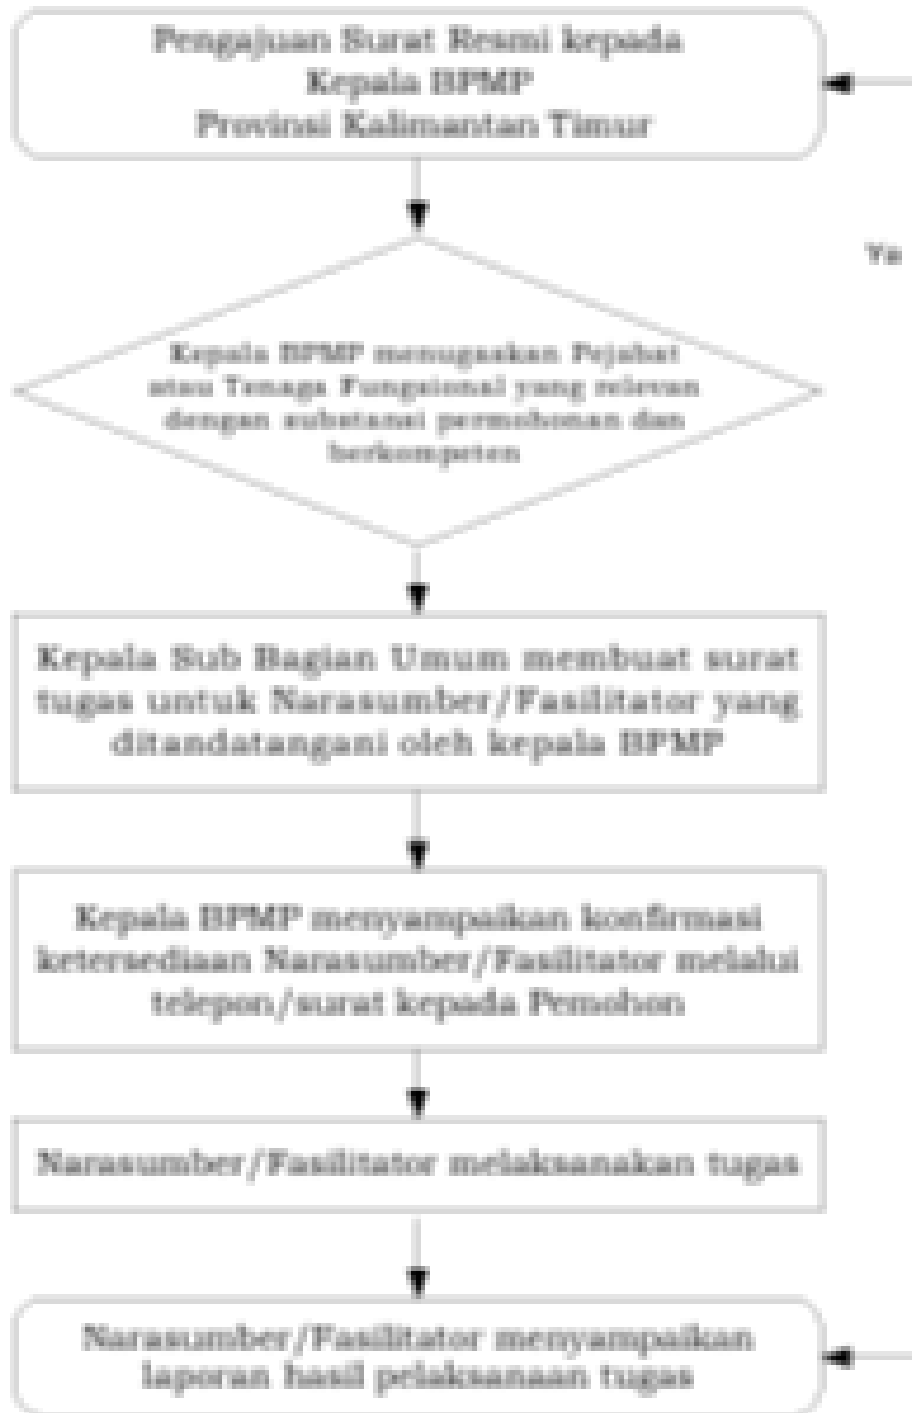 Pengajuan Surat Resmi kepada
Kepala BPMP
Provinsi Kalimantan Timur
Ya
Kepala BPMP menugaskan Pejabat
atau Tenaga Fungsional yang relevan
dengan substansi permohonan dan
berkompeten
Kepala Sub Bagian Umum membuat surat
tugas untuk Narasumber/Fasilitator yang
ditandatangani oleh kepala BPMP
Kepala BPMP menyampaikan konfirmasi
ketersediaan Narasumber/Fasilitator melalui
telepon/surat kepada Pemohon
Narasumber/Fasilitator melaksanakan tugas
Narasumber/Fasilitator menyampaikan
laporan hasil pelaksanaan tugas